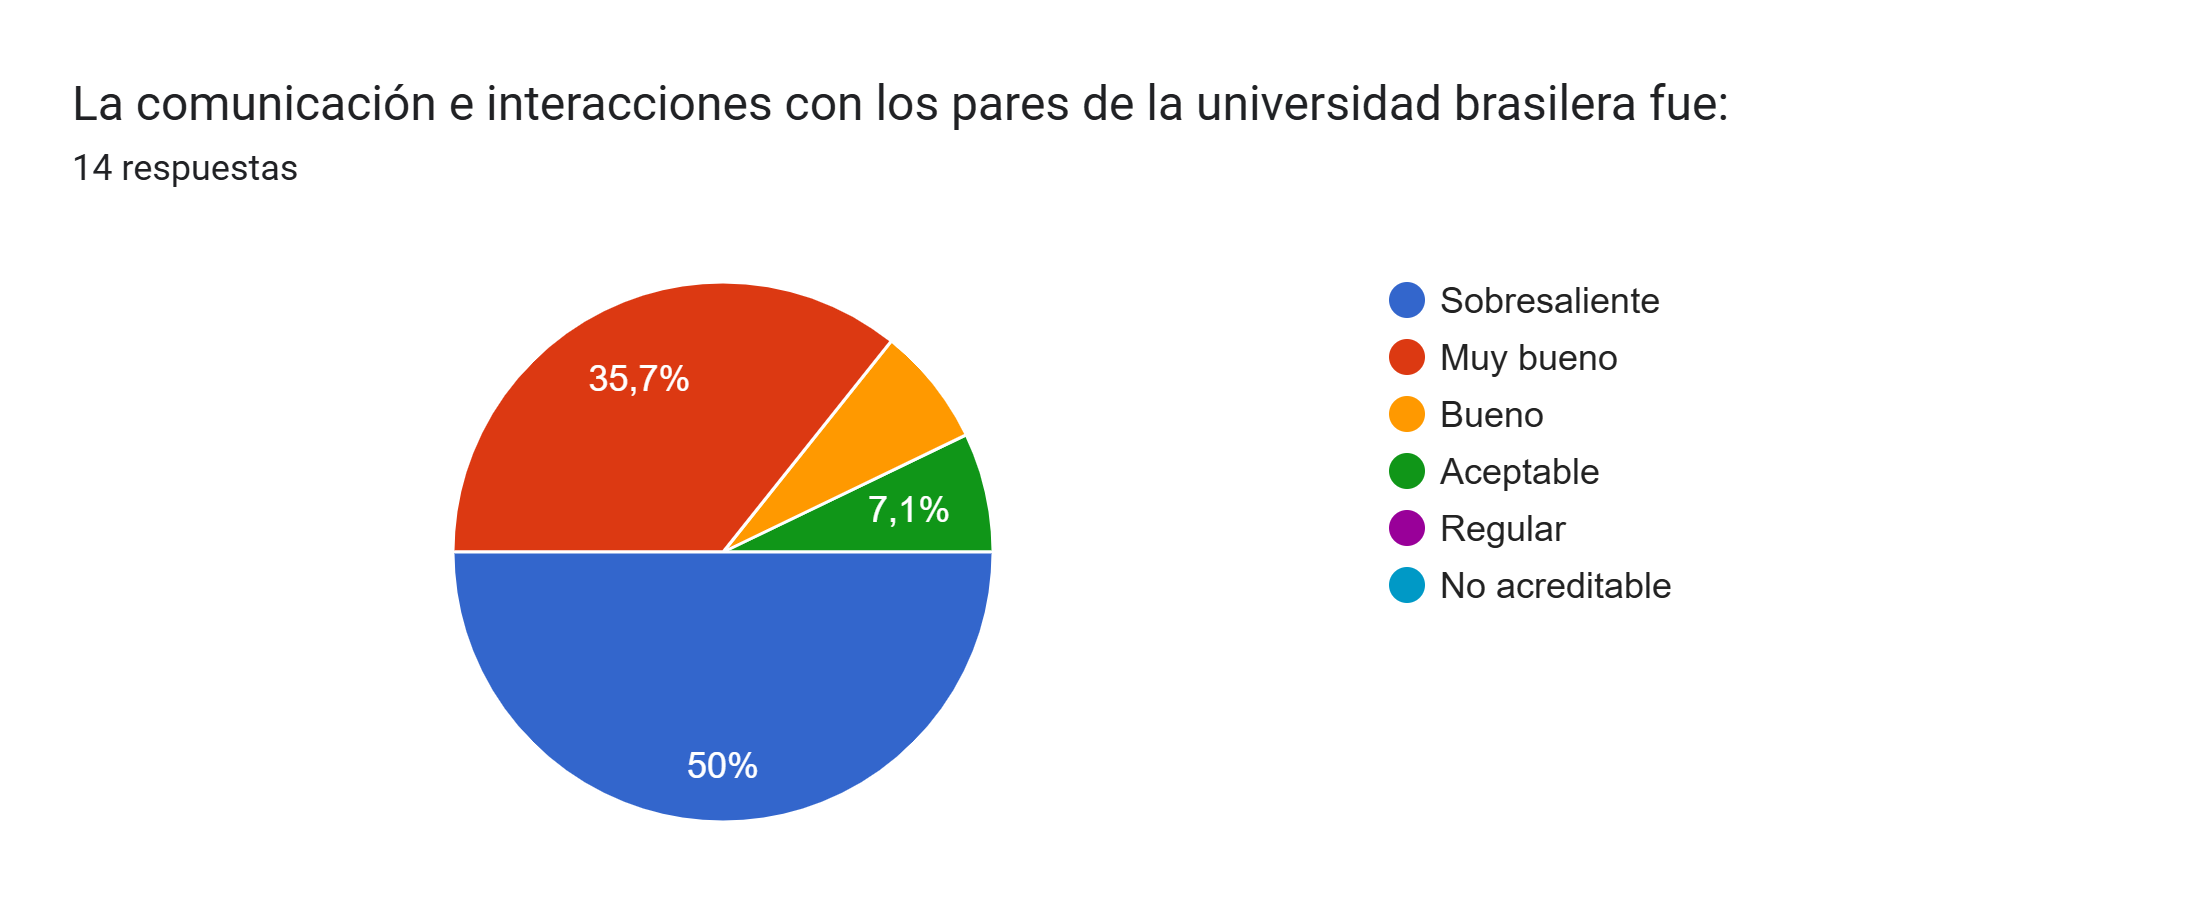 La comunicación e interacciones con los pares de la universidad brasilera fue:
14 respuestas
35,7%
7,1%
50%
Sobresaliente
Muy bueno
Bueno
Aceptable
Regular
No acreditable